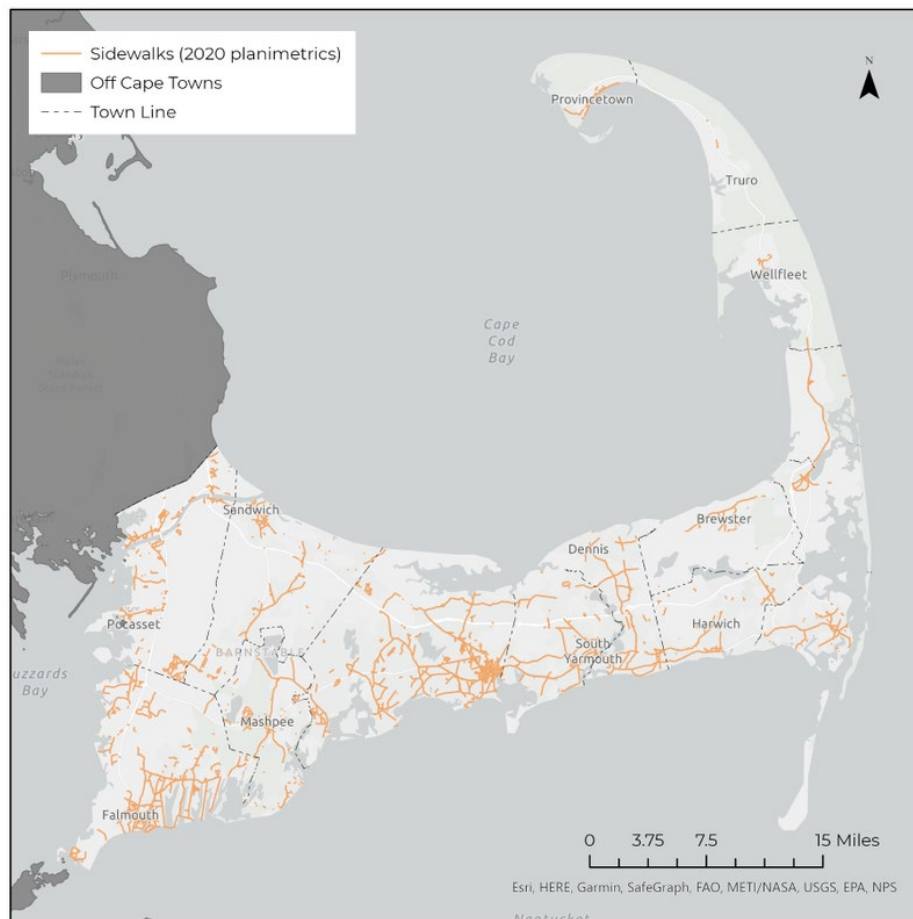 Sidewalks (2020 planimetrics)
Off Cape Towns
Town Line
N
Provincetown
Truro
Wellfleet
Plymouth
Cape
Cod
Bay
Sandwich
Brewster
Dennis
Pocasset
BARNSTABLE
Harwich
South
Yarmouth
uzzards
Bay
Mashpee
Falmouth
0 3.75 7.5 15 Miles
Esri, HERE, Garmin, SafeGraph, FAO, METI/NASA, USGS, EPA, NPS
Nantucket